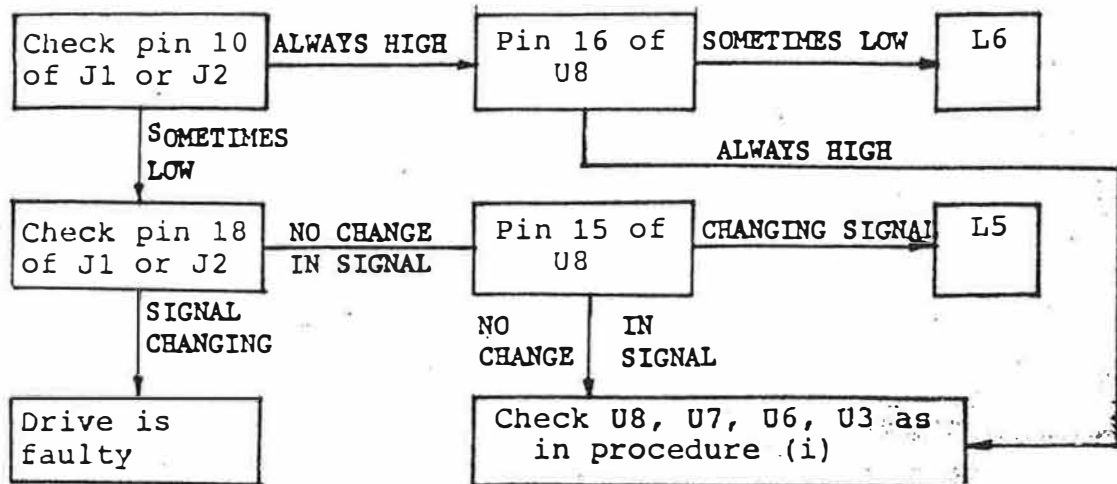 Check pin 10
of J1 or J2
ALWAYS HIGH
Pin 16 of
U8
SOMETIMES LOW
L6
SOMETIMES
LOW
ALWAYS HIGH
Check pin 18
of J1 or J2
NO CHANGE
IN SIGNAL
Pin 15 of
U8
CHANGING SIGNAL
L5
SIGNAL
CHANGING
NO IN
CHANGE SIGNAL
Drive is
faulty
Check U8, U7, U6, U3 as
in procedure (i)